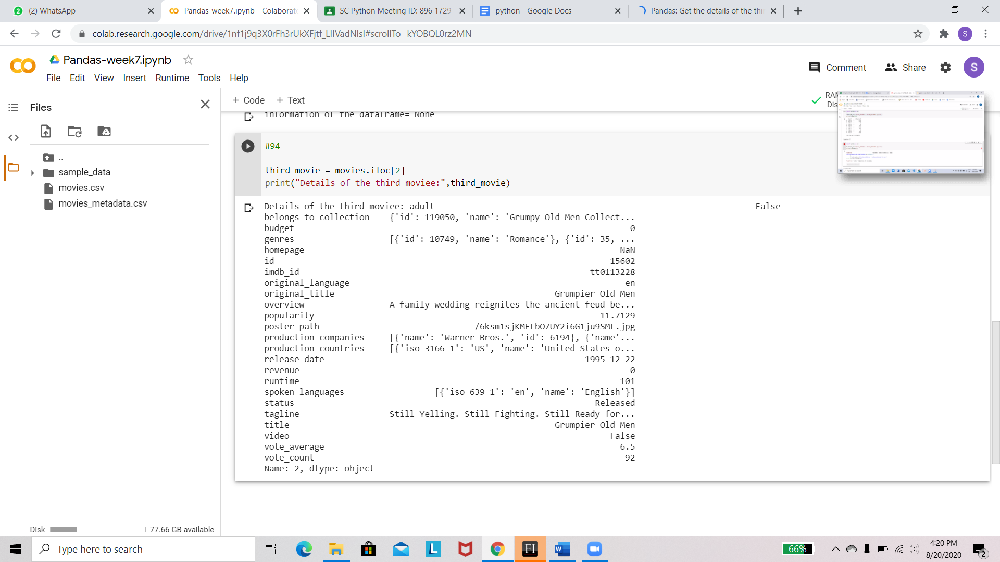 (2) WhatsApp
Pandas-week7.ipynb - Colaborato
SC Python Meeting ID: 896 1729
python - Google Docs
Pandas: Get the details of the thir
colab.research.google.com/drive/1nf1j9q3X0rFh3rUkXFjtf_LIIVadNlsI#scrollTo=kYOBQL0rz2MN
S
Pandas-week7.ipynb
File Edit View Insert Runtime Tools Help
Comment
Share
S
Files
+ Code + Text
RAM
Dis
..
sample_data
movies.csv
movies_metadata.csv
information of the dataframe= None
#94
third_movie = movies.iloc[2]
print("Details of the third moviee:",third_movie)
Details of the third moviee: adult False
belongs_to_collection {'id': 119050, 'name': 'Grumpy Old Men Collect...
budget 0
genres [{'id': 10749, 'name': 'Romance'}, {'id': 35, ...
homepage NaN
id 15602
imdb_id tt0113228
original_language en
original_title Grumpier Old Men
overview A family wedding reignites the ancient feud be...
popularity 11.7129
poster_path /6ksm1sjKMFLbO7UY2i6G1ju9SML.jpg
production_companies [{'name': 'Warner Bros.', 'id': 6194}, {'name'...
production_countries [{'iso_3166_1': 'US', 'name': 'United States o...
release_date 1995-12-22
revenue 0
runtime 101
spoken_languages [{'iso_639_1': 'en', 'name': 'English'}]
status Released
tagline Still Yelling. Still Fighting. Still Ready for...
title Grumpier Old Men
video False
vote_average 6.5
vote_count 92
Name: 2, dtype: object
Disk 77.66 GB available
Type here to search
66%
4:20 PM
8/20/2020
2